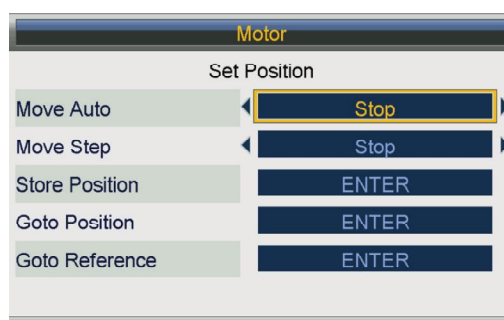 Motor
Set Position
Move Auto Stop
Move Step Stop
Store Position ENTER
Goto Position ENTER
Goto Reference ENTER